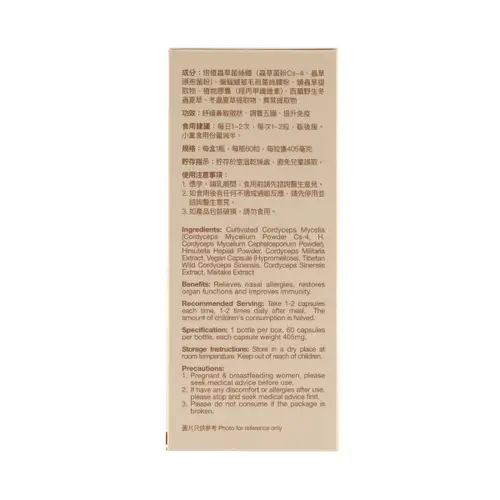 成分：培植蟲草菌絲體（蟲草菌粉Cs-4、蟲草
頭孢菌粉）、蝙蝠蛾被毛孢菌絲體粉、蛹蟲草提
取物、植物膠囊（羥丙甲纖維素）、西藏野生冬
蟲夏草、冬蟲夏草提取物、舞茸提取物
功效：紓緩鼻敏徵狀，調養五臟，提升免疫
食用建議：每日1-2次，每次1-2粒，飯後服。
小童食用份量減半。
規格：每盒1瓶，每瓶60粒，每粒重405毫克
貯存指示：貯存於室溫乾燥處，避免兒童誤取。
使用注意事項：
1. 懷孕、哺乳期間，食用前請先諮詢醫生意見。
2. 如食用後有任何不適或過敏反應，請先停用並
諮詢醫生意見。
3. 如產品包裝破損，請勿食用。
Ingredients: Cultivated Cordyceps Mycelia
(Cordyceps Mycelium Powder Cs-4, H.
Cordyceps Mycelium Cephalosporium Powder),
Hirsutella Hepiali Powder, Cordyceps Militaris
Extract, Vegan Capsule (Hypromellose), Tibetan
Wild Cordyceps Sinensis, Cordyceps Sinensis
Extract, Maitake Extract
Benefits: Relieves nasal allergies, restores
organ functions and improves immunity.
Recommended Serving: Take 1-2 capsules
each time, 1-2 times daily after meal. The
amount of children's consumption is halved.
Specification: 1 bottle per box, 60 capsules
per bottle, each capsule weight 405mg.
Storage Instructions: Store in a dry place at
room temperature. Keep out of reach of children.
Precautions:
1. Pregnant & breastfeeding women, please
seek medical advice before use.
2. If have any discomfort or allergies after use,
please stop and seek medical advice first.
3. Please do not consume if the package is
broken.
圖片只供參考 Photo for reference only